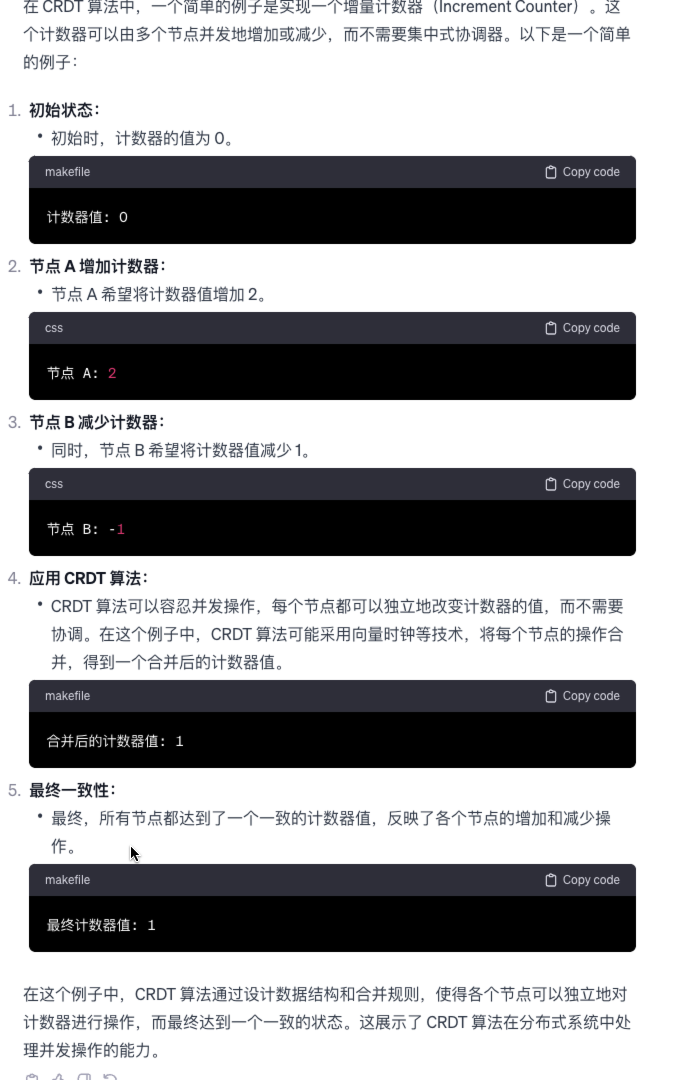 在 CRDT 算法中，一个简单的例子是实现一个增量计数器（Increment Counter）。这
个计数器可以由多个节点并发地增加或减少，而不需要集中式协调器。以下是一个简单
的例子：
1. 初始状态：
• 初始时，计数器的值为 0。
makefile Copy code
计数器值: 0
2. 节点 A 增加计数器：
• 节点 A 希望将计数器值增加 2。
css Copy code
节点 A: 2
3. 节点 B 减少计数器：
• 同时，节点 B 希望将计数器值减少 1。
css Copy code
节点 B: -1
4. 应用 CRDT 算法：
• CRDT 算法可以容忍并发操作，每个节点都可以独立地改变计数器的值，而不需要
协调。在这个例子中，CRDT 算法可能采用向量时钟等技术，将每个节点的操作合
并，得到一个合并后的计数器值。
makefile Copy code
合并后的计数器值: 1
5. 最终一致性：
• 最终，所有节点都达到了一个一致的计数器值，反映了各个节点的增加和减少操
作。
makefile Copy code
最终计数器值: 1
在这个例子中，CRDT 算法通过设计数据结构和合并规则，使得各个节点可以独立地对
计数器进行操作，而最终达到一个一致的状态。这展示了 CRDT 算法在分布式系统中处
理并发操作的能力。